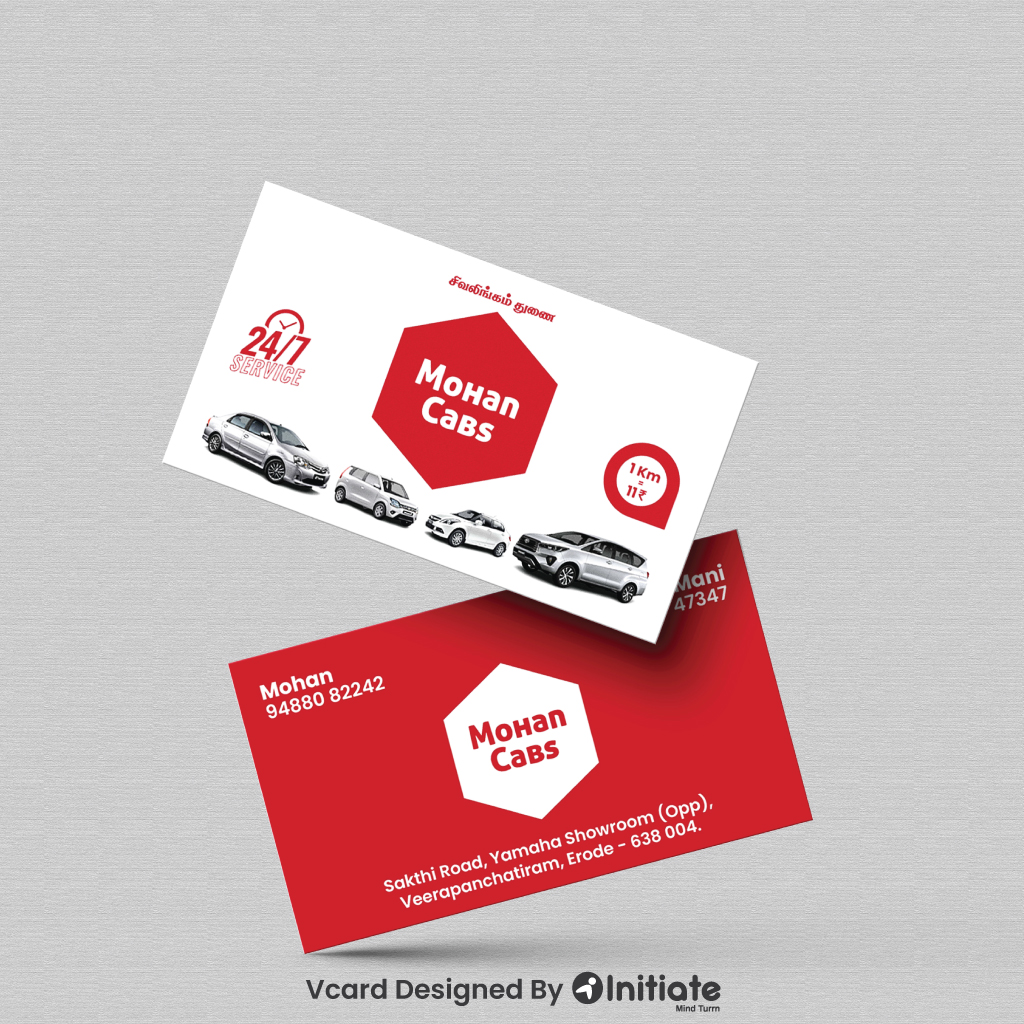 சிவலிங்கம் துணை
24/7
SERVICE
Mohan
Cabs
1 Km
=
11₹
Mani
47347
Mohan
94880 82242
Mohan
Cabs
Sakthi Road, Yamaha Showroom (Opp),
Veerapanchatiram, Erode - 638 004.
Vcard Designed By Initiate
Mind Turrn